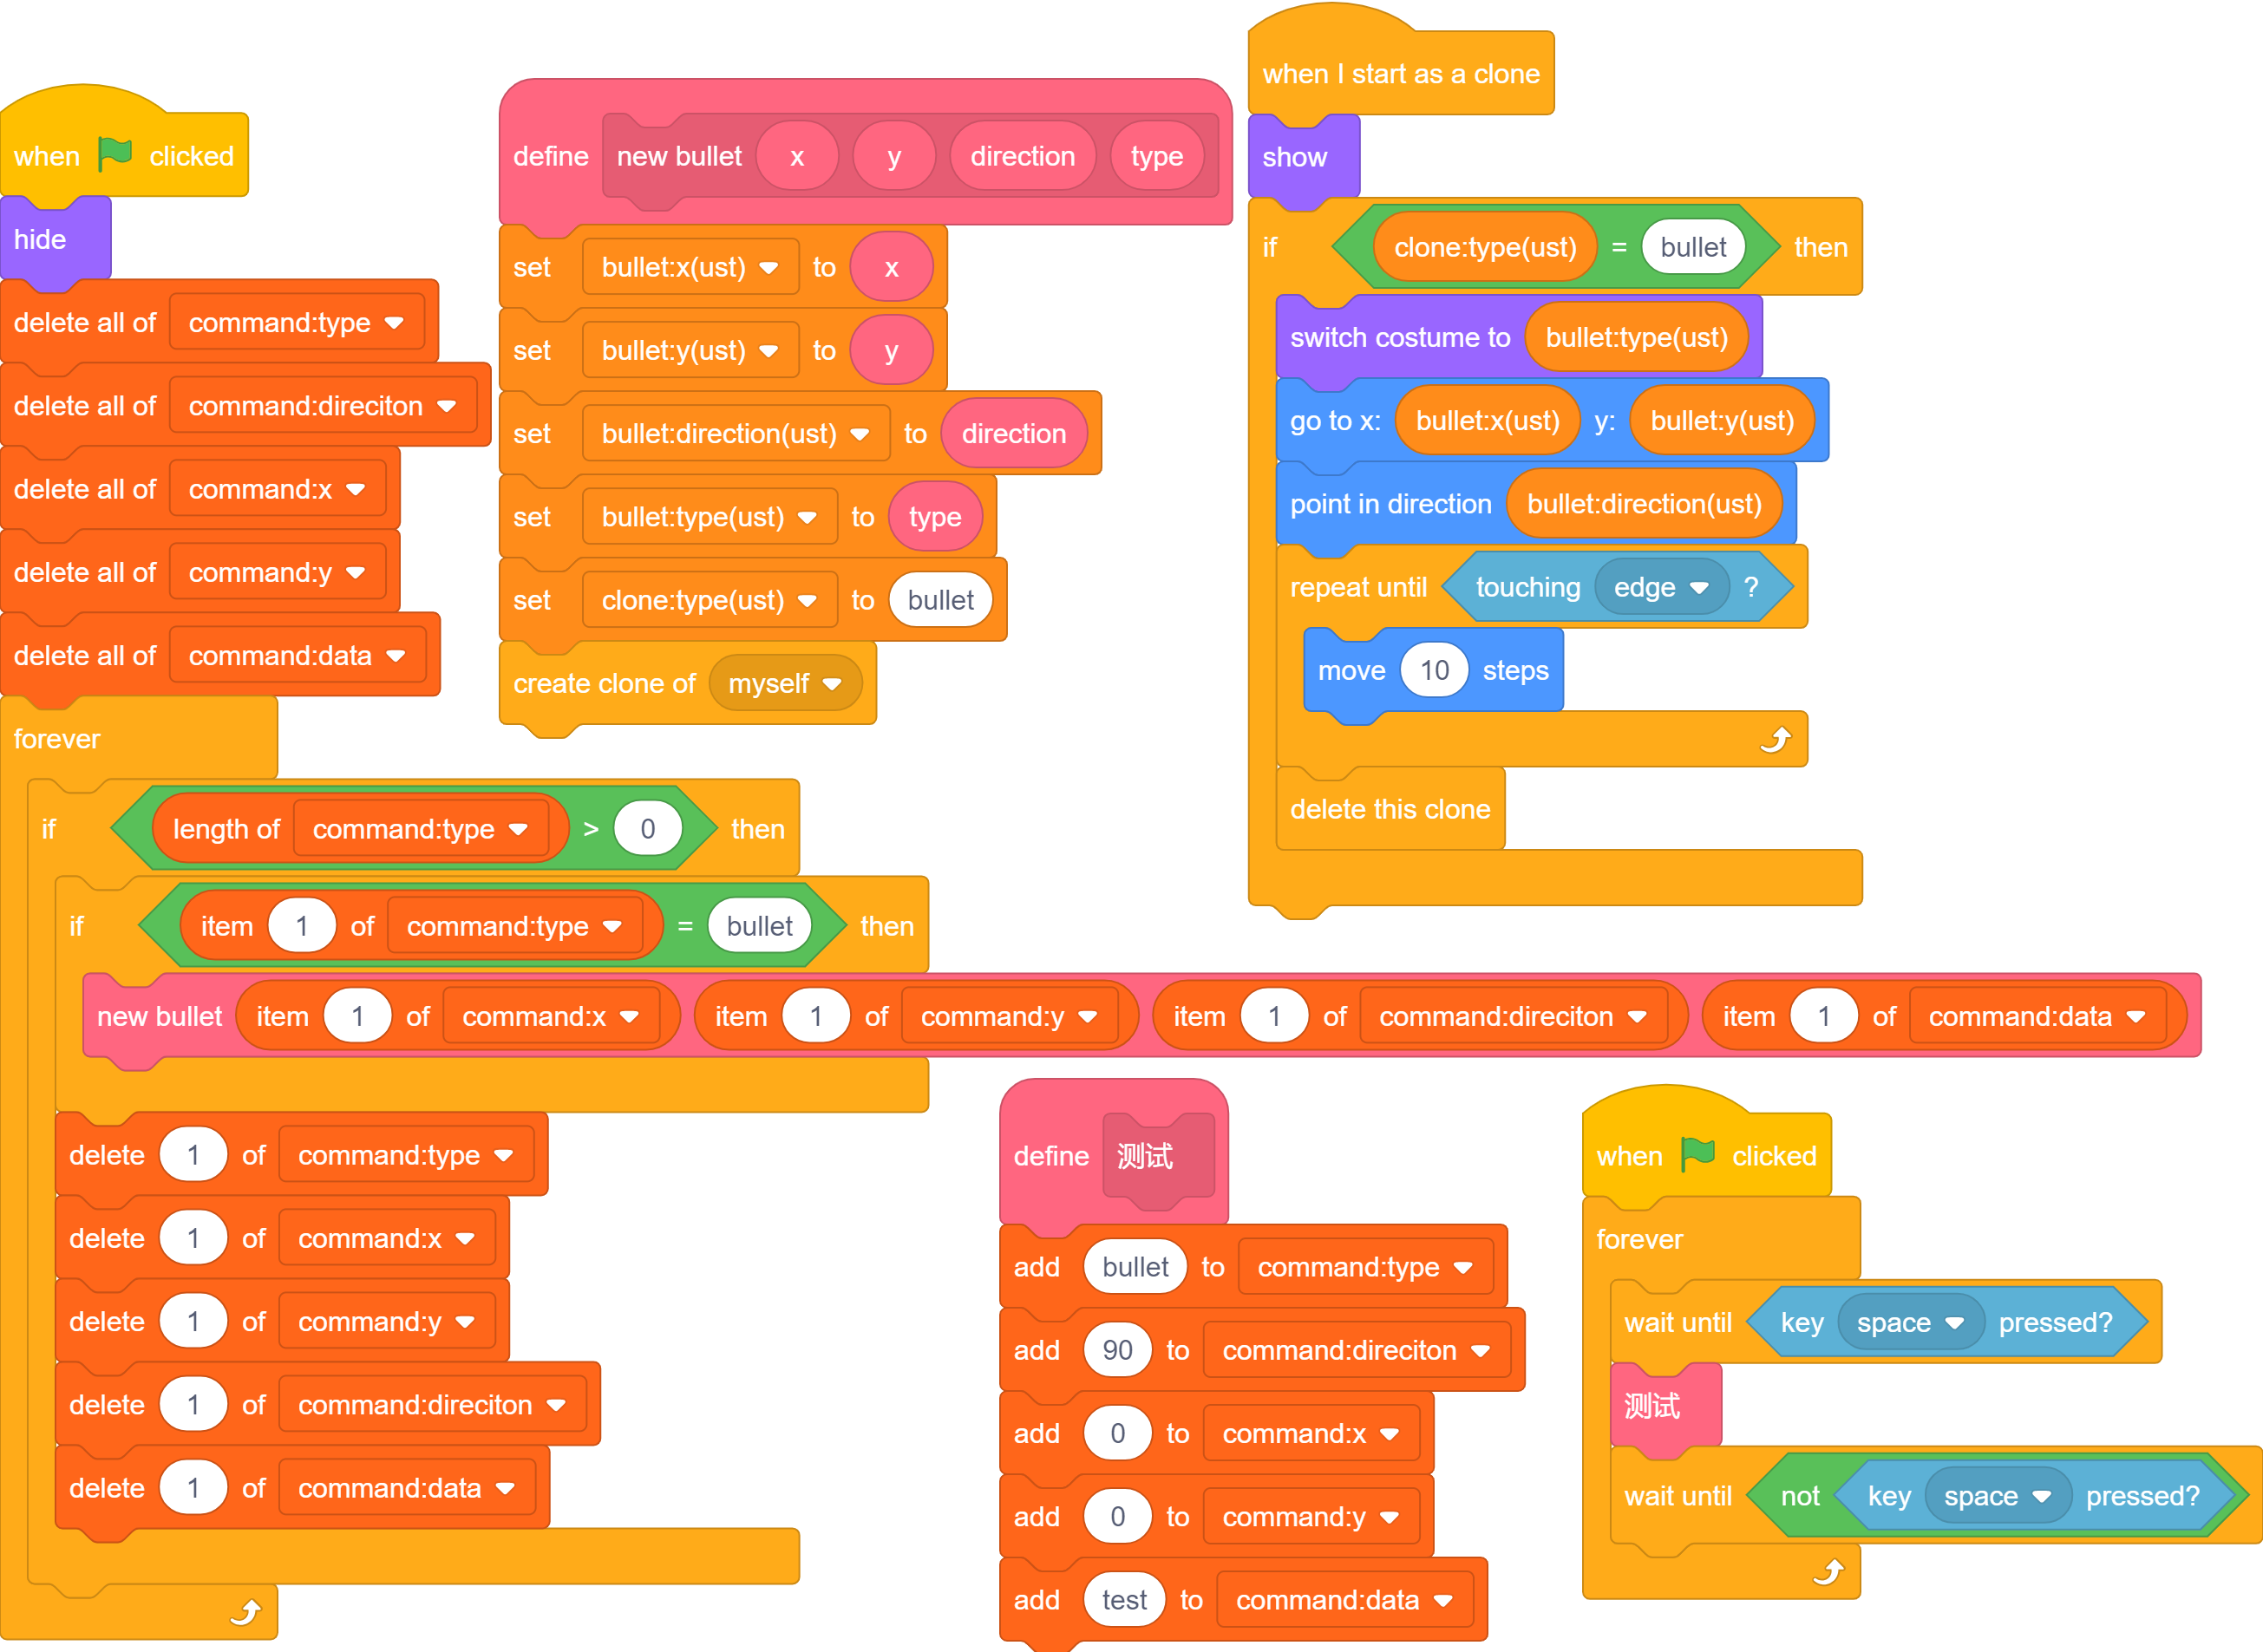 when clicked
hide
delete all of command:type
delete all of command:direciton
delete all of command:x
delete all of command:y
delete all of command:data
forever
if length of command:type > 0 then
if item 1 of command:type = bullet then
new bullet item 1 of command:x item 1 of command:y item 1 of command:direciton item 1 of command:data
delete 1 of command:type
delete 1 of command:x
delete 1 of command:y
delete 1 of command:direciton
delete 1 of command:data
define new bullet x y direction type
set bullet:x(ust) to x
set bullet:y(ust) to y
set bullet:direction(ust) to direction
set bullet:type(ust) to type
set clone:type(ust) to bullet
create clone of myself
when I start as a clone
show
if clone:type(ust) = bullet then
switch costume to bullet:type(ust)
go to x: bullet:x(ust) y: bullet:y(ust)
point in direction bullet:direction(ust)
repeat until touching edge ?
move 10 steps
delete this clone
define 测试
add bullet to command:type
add 90 to command:direciton
add 0 to command:x
add 0 to command:y
add test to command:data
when clicked
forever
wait until key space pressed?
测试
wait until not key space pressed?